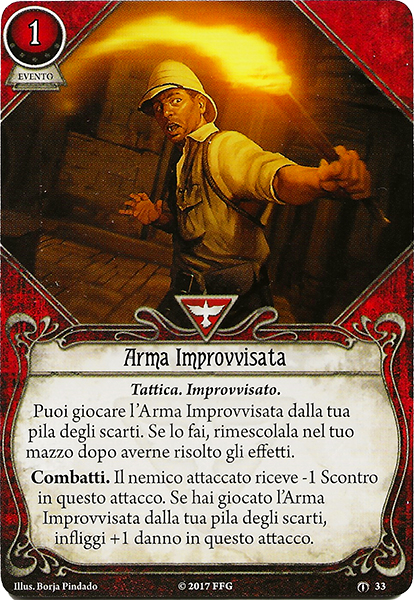 1
EVENTO
Arma Improvvisata
Tattica. Improvvisato.
Puoi giocare l'Arma Improvvisata dalla tua
pila degli scarti. Se lo fai, rimescolala nel tuo
mazzo dopo averne risolto gli effetti.
Combatti. Il nemico attaccato riceve -1 Scontro
in questo attacco. Se hai giocato l'Arma
Improvvisata dalla tua pila degli scarti,
infliggi +1 danno in questo attacco.
Illus. Borja Pindado © 2017 FFG 33